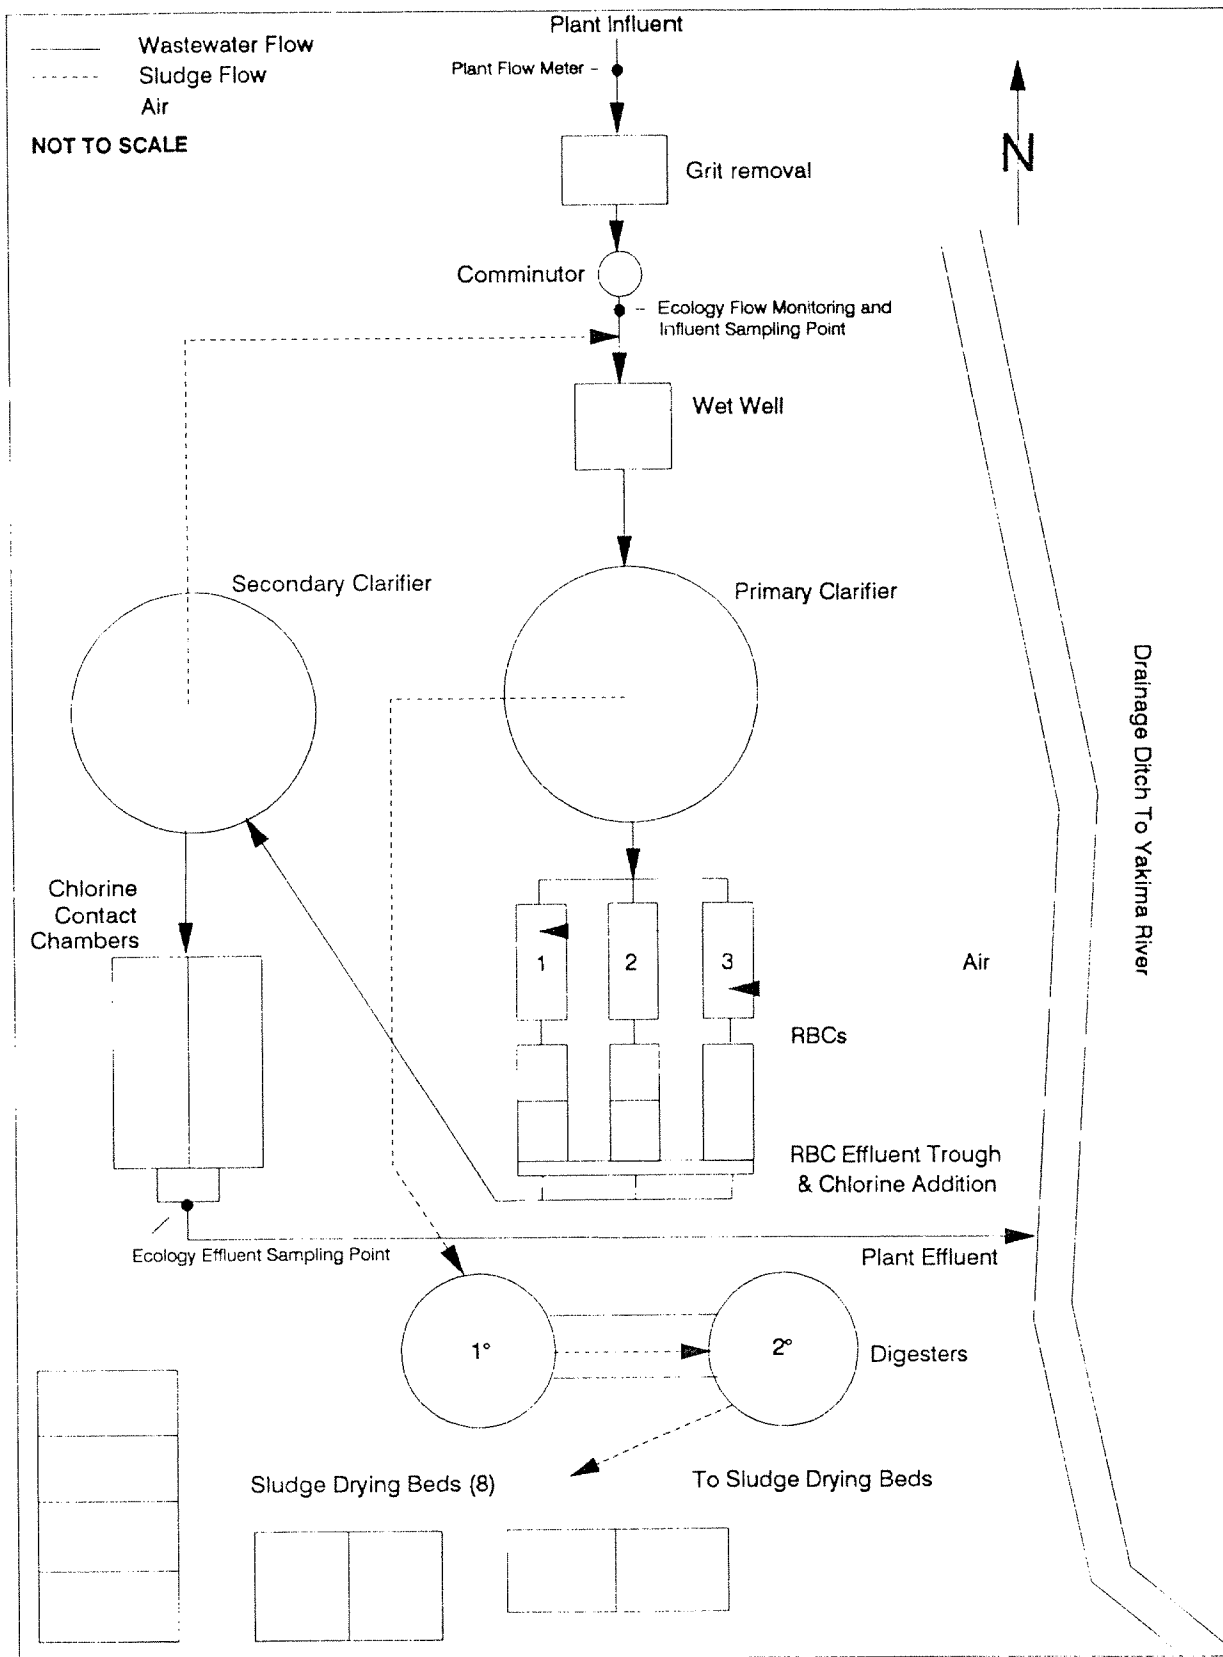 Plant Influent
Wastewater Flow
Sludge Flow
Air
NOT TO SCALE
Plant Flow Meter
N
Grit removal
Comminutor
Ecology Flow Monitoring and
Influent Sampling Point
Wet Well
Secondary Clarifier
Primary Clarifier
Drainage Ditch To Yakima River
Chlorine
Contact
Chambers
1
2
3
Air
RBCs
RBC Effluent Trough
& Chlorine Addition
Ecology Effluent Sampling Point
Plant Effluent
1°
2°
Digesters
Sludge Drying Beds (8)
To Sludge Drying Beds